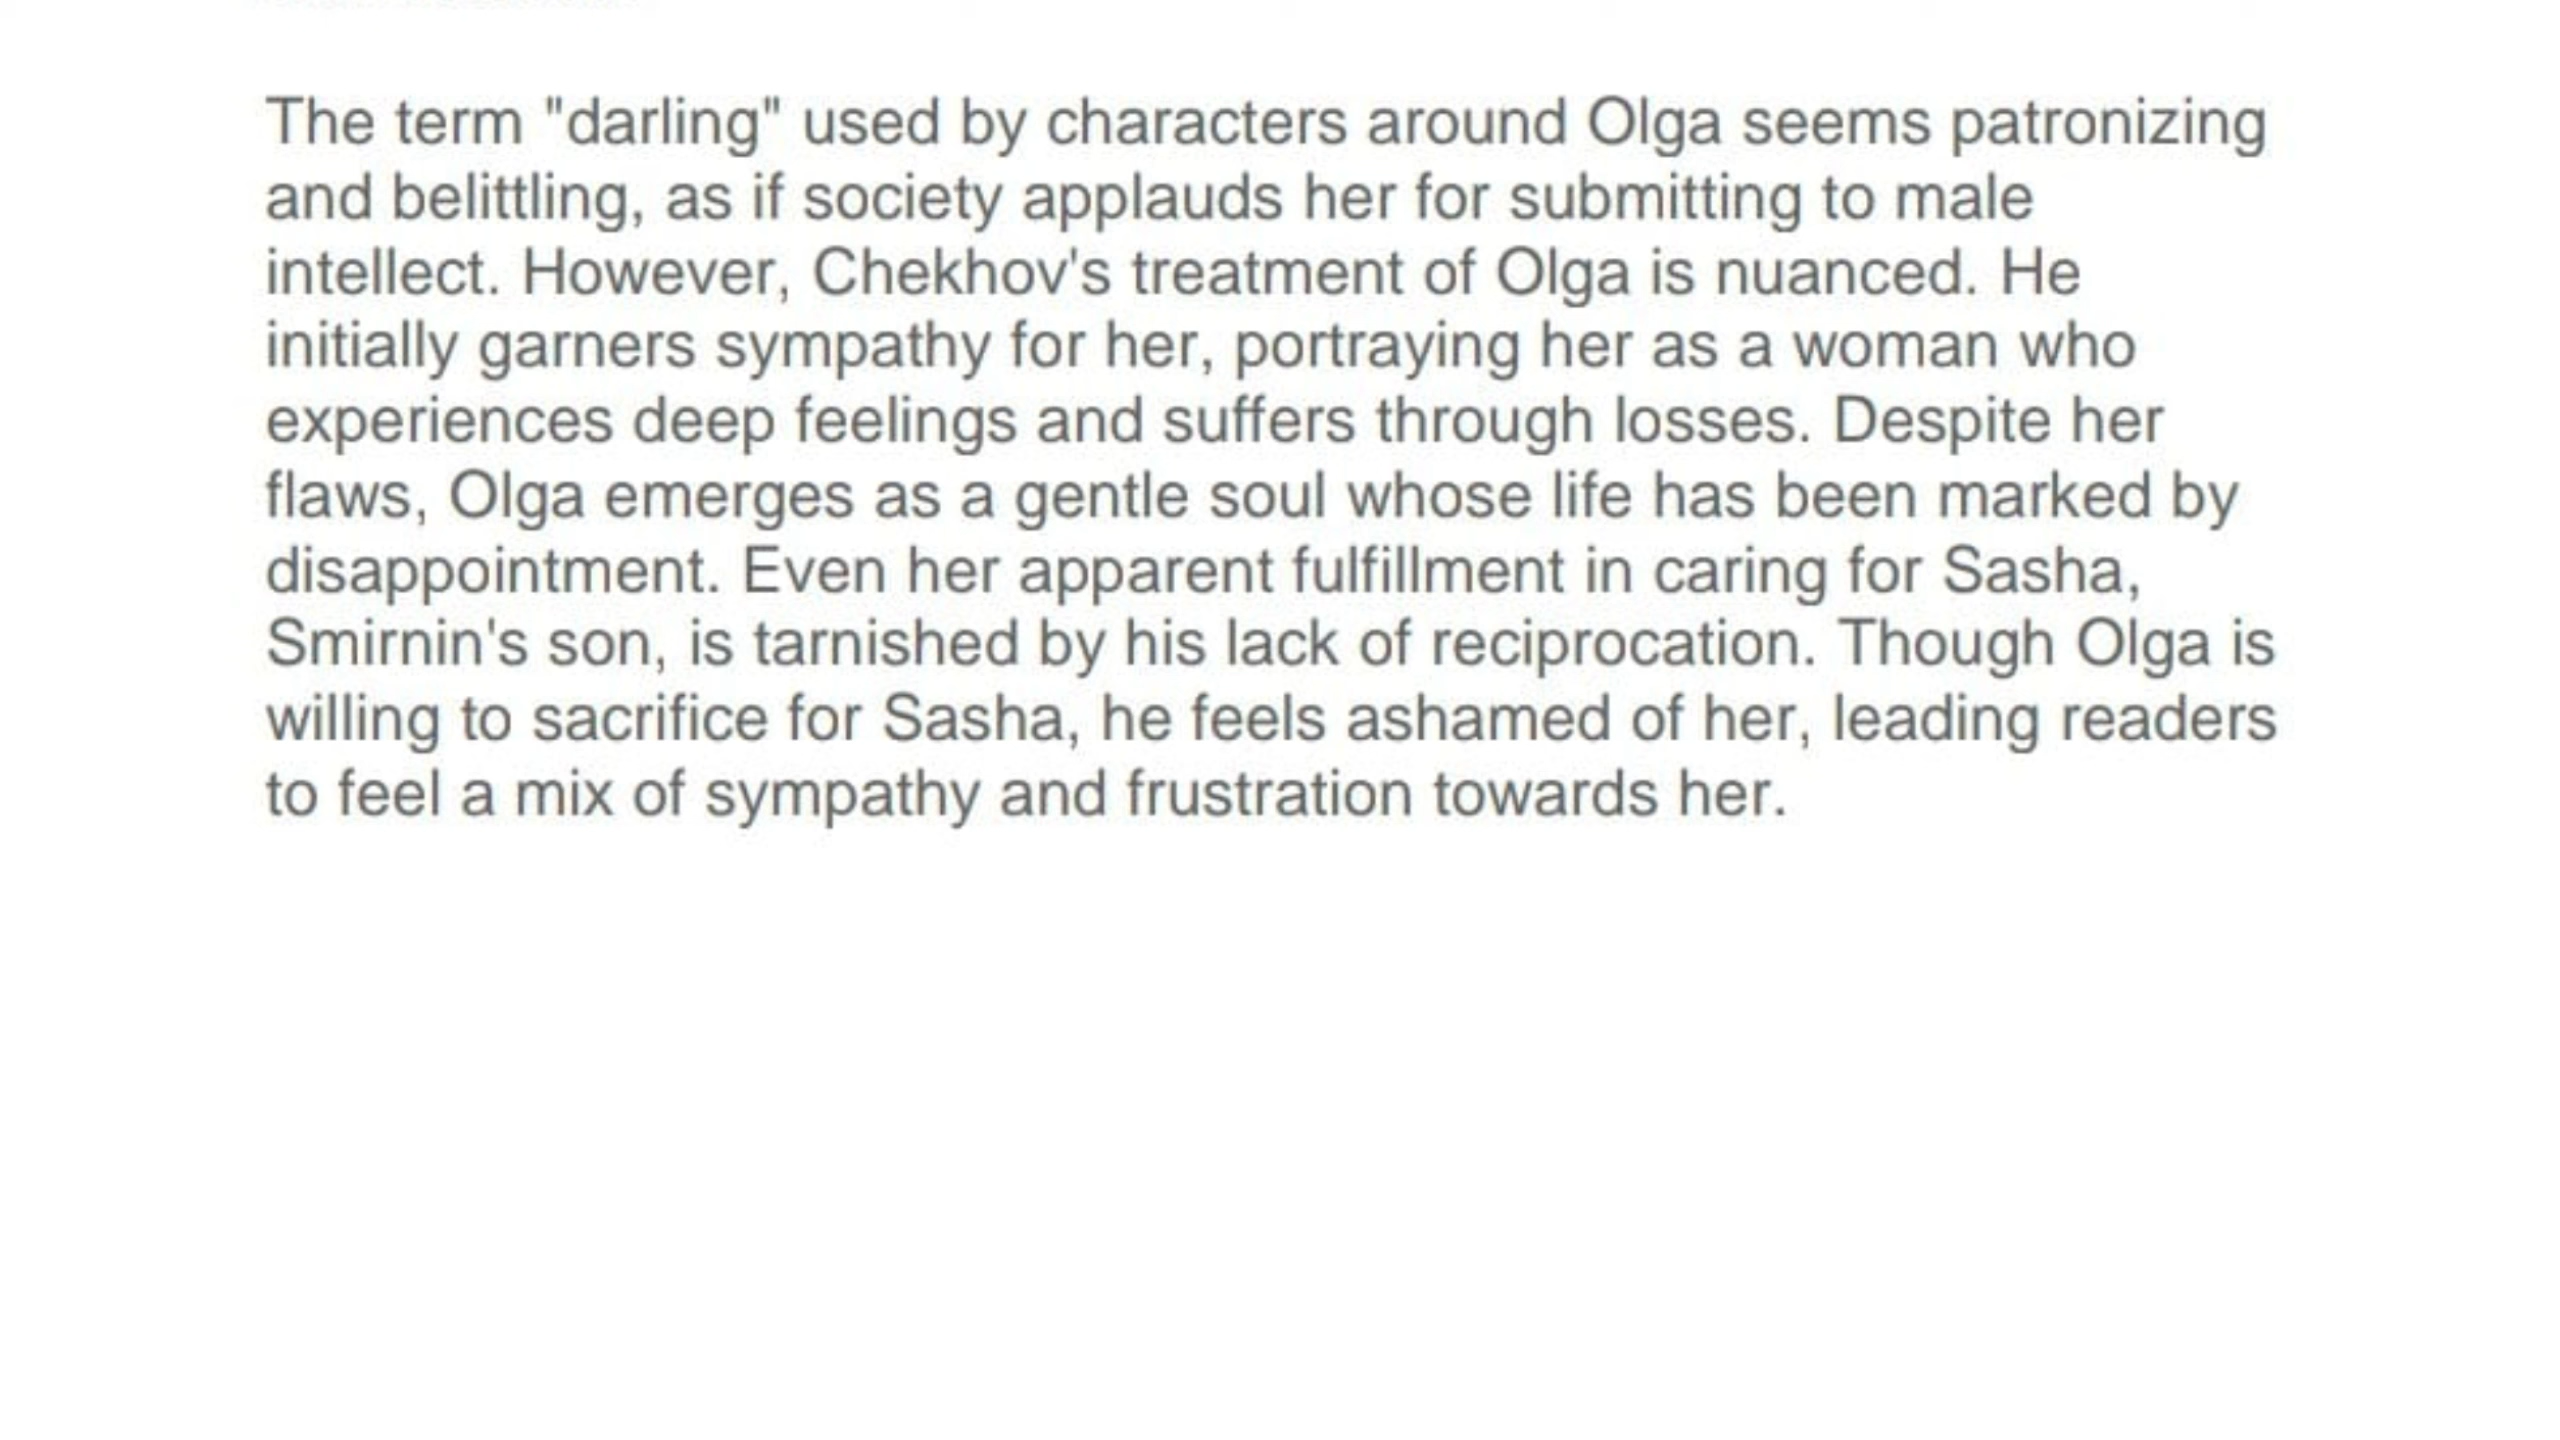 The term "darling" used by characters around Olga seems patronizing
and belittling, as if society applauds her for submitting to male
intellect. However, Chekhov's treatment of Olga is nuanced. He
initially garners sympathy for her, portraying her as a woman who
experiences deep feelings and suffers through losses. Despite her
flaws, Olga emerges as a gentle soul whose life has been marked by
disappointment. Even her apparent fulfillment in caring for Sasha,
Smirnin's son, is tarnished by his lack of reciprocation. Though Olga is
willing to sacrifice for Sasha, he feels ashamed of her, leading readers
to feel a mix of sympathy and frustration towards her.